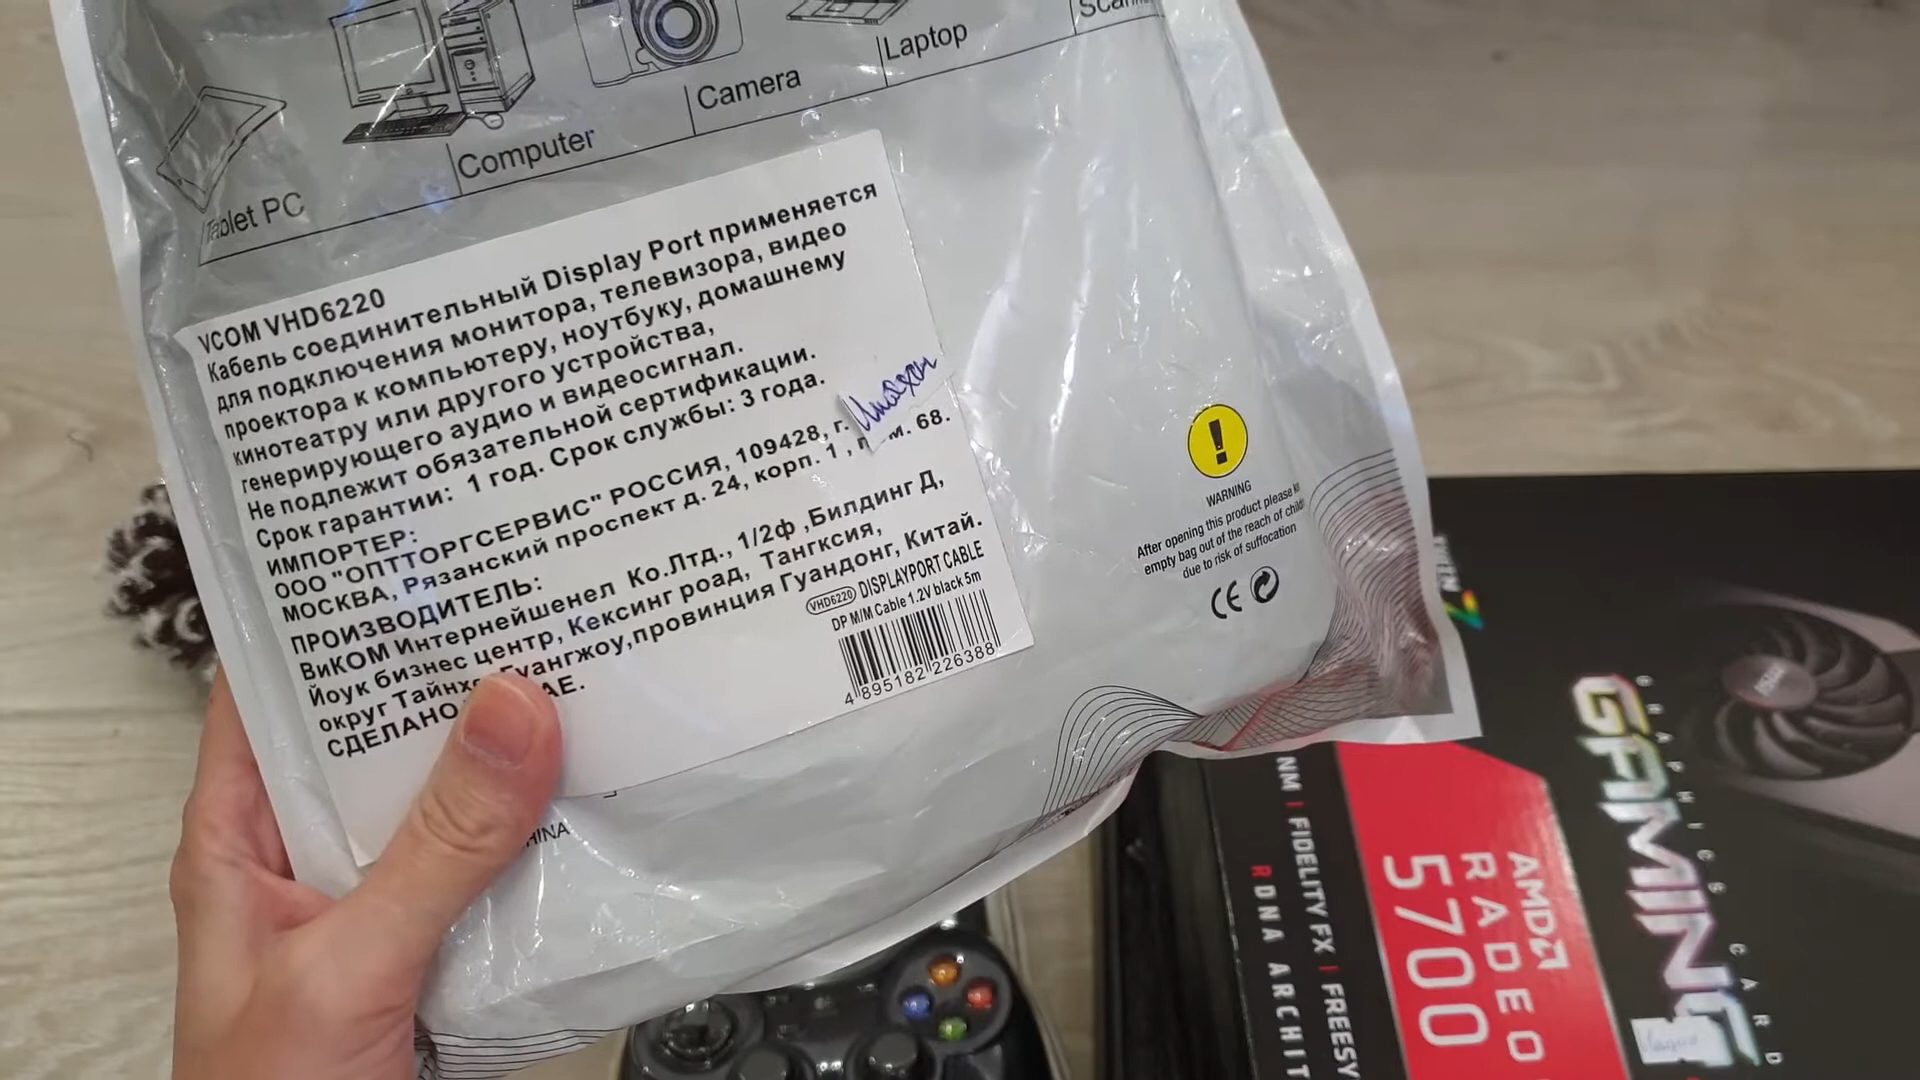 Laptop
Camera
Computer
Tablet PC
VCOM VHD6220
Кабель соединительный Display Port применяется
для подключения монитора, телевизора, видео
проектора к компьютеру, ноутбуку, домашнему
кинотеатру или другого устройства,
генерирующего аудио и видеосигнал.
Не подлежит обязательной сертификации.
Срок гарантии: 1 год. Срок службы: 3 года.
ИМПОРТЕР:
ООО "ОПТТОРГСЕРВИС" РОССИЯ, 109428, г.
МОСКВА, Рязанский проспект д. 24, корп. 1, 68.
ПРОИЗВОДИТЕЛЬ:
ВиКОМ Интернейшенел Ко.Лтд., 1/2ф ,Билдинг Д,
Йоук бизнес центр, Кексинг роад, Тангксия,
округ Гуангжоу,провинция Гуандонг, Китай.
СДЕЛАНО
VHD6220 DISPLAYPORT CABLE
DP M/M Cable 1.2V black 5m
4 895182 226388
WARNING
After opening this product please
empty bag out of the reach of
due to risk of suffocation
CE
GRAPHICS CARD
GAMING
AMD
RADEON
5700
NM | FIDELITY FX | FREESY
RDNA ARCHIT